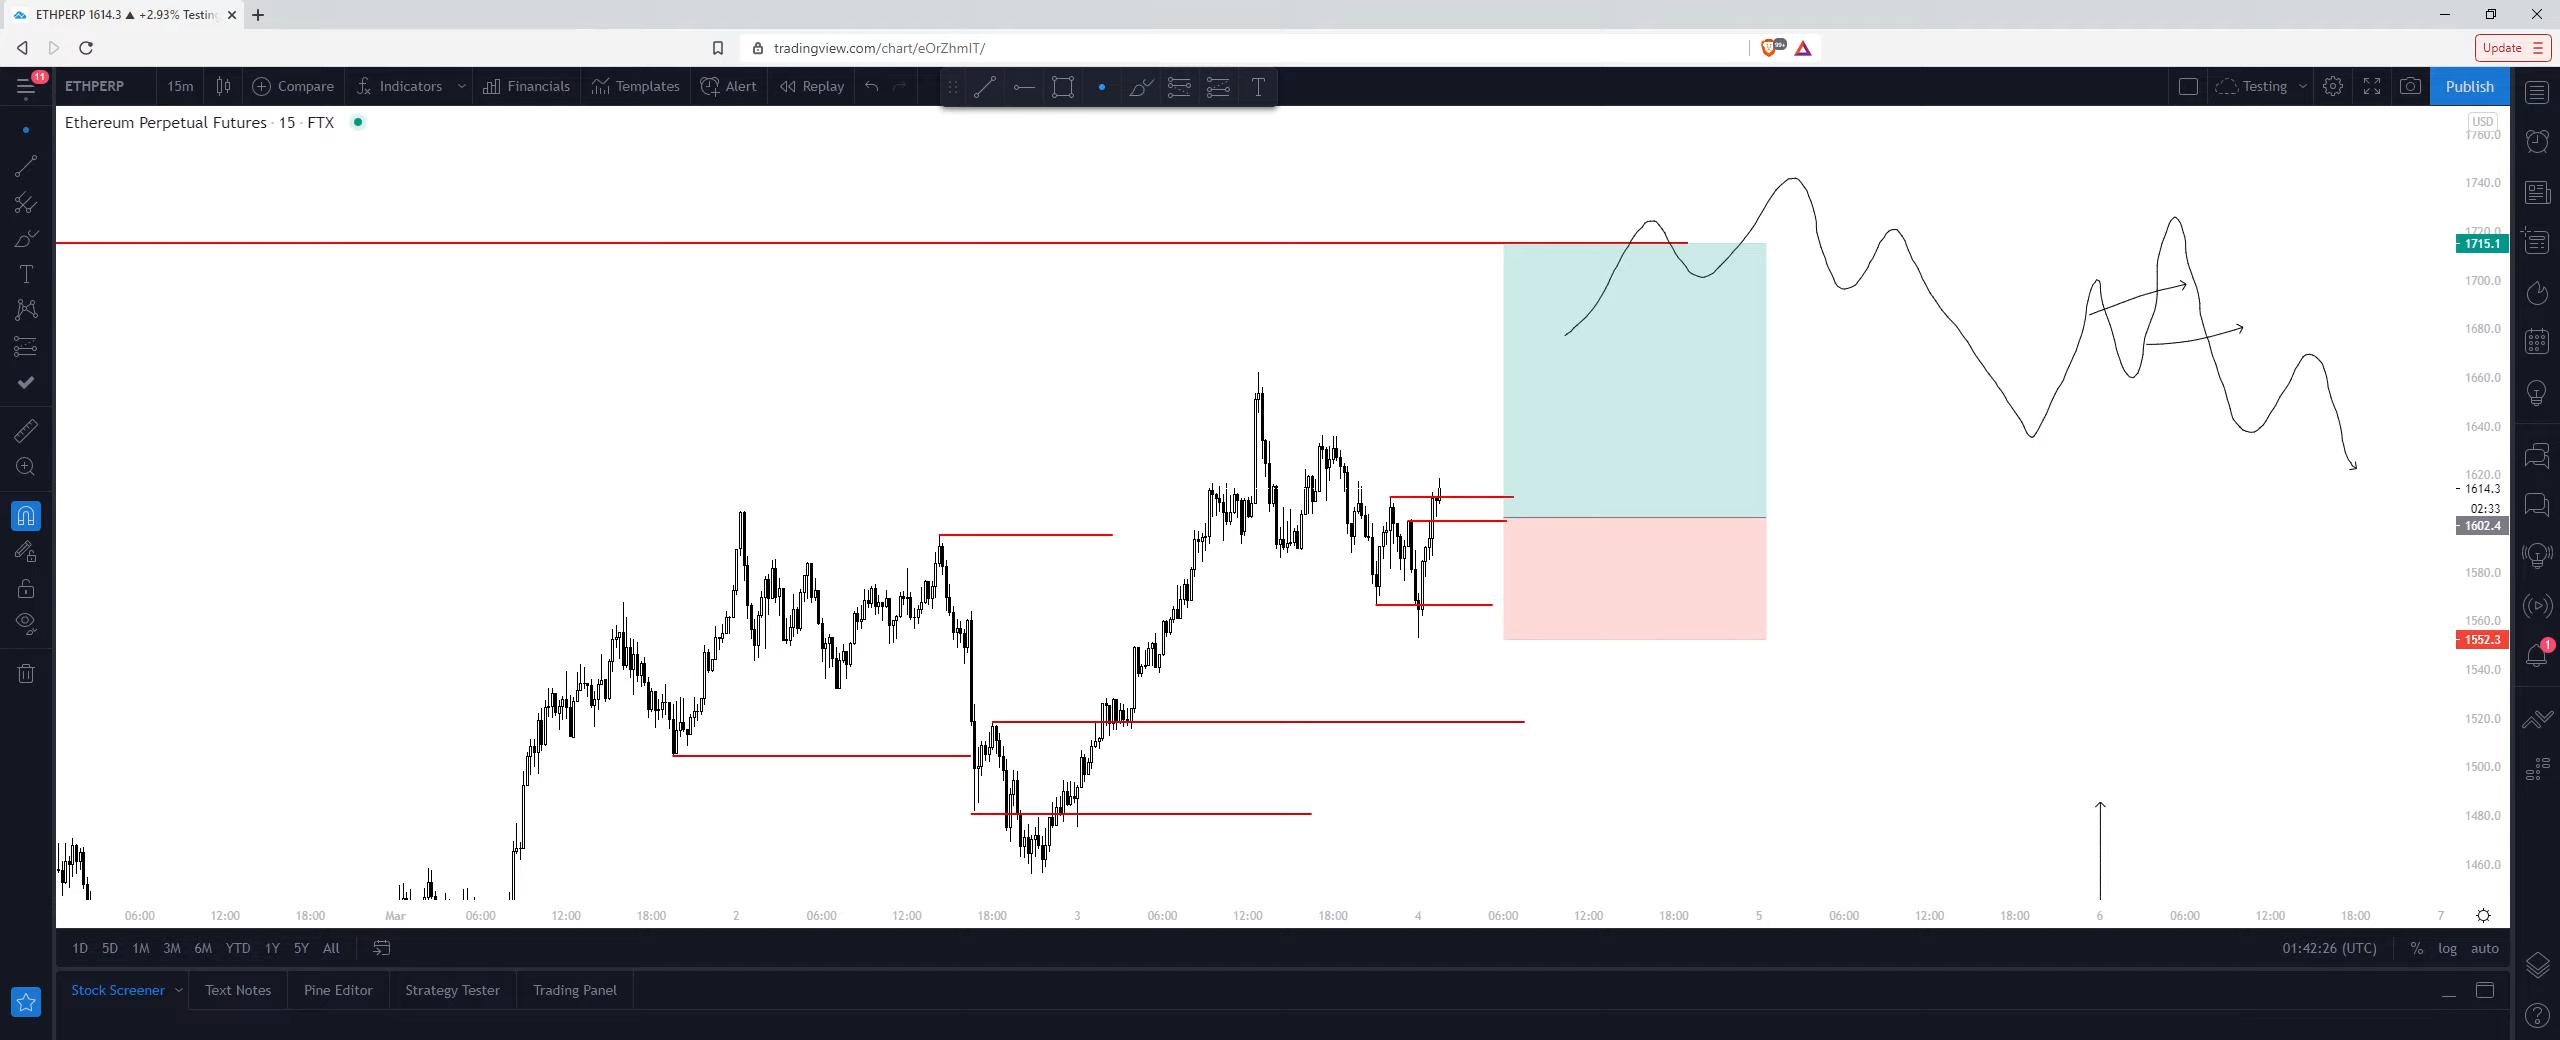 ETHPERP 1614.3 ▲ +2.93% Testin
tradingview.com/chart/eOrZhmIT/
99+
Update
11
ETHPERP 15m Compare Indicators Financials Templates Alert Replay T Testing Publish
Ethereum Perpetual Futures · 15 · FTX
USD
1760.0
1740.0
1720.0
1715.1
1700.0
1680.0
1660.0
1640.0
1620.0
1614.3
02:33
1602.4
1580.0
1560.0
1552.3
1540.0
1520.0
1500.0
1480.0
1460.0
1
06:00 12:00 18:00 Mar 06:00 12:00 18:00 2 06:00 12:00 18:00 3 06:00 12:00 18:00 4 06:00 12:00 18:00 5 06:00 12:00 18:00 6 06:00 12:00 18:00 7
1D 5D 1M 3M 6M YTD 1Y 5Y All 01:42:26 (UTC) % log auto
Stock Screener Text Notes Pine Editor Strategy Tester Trading Panel